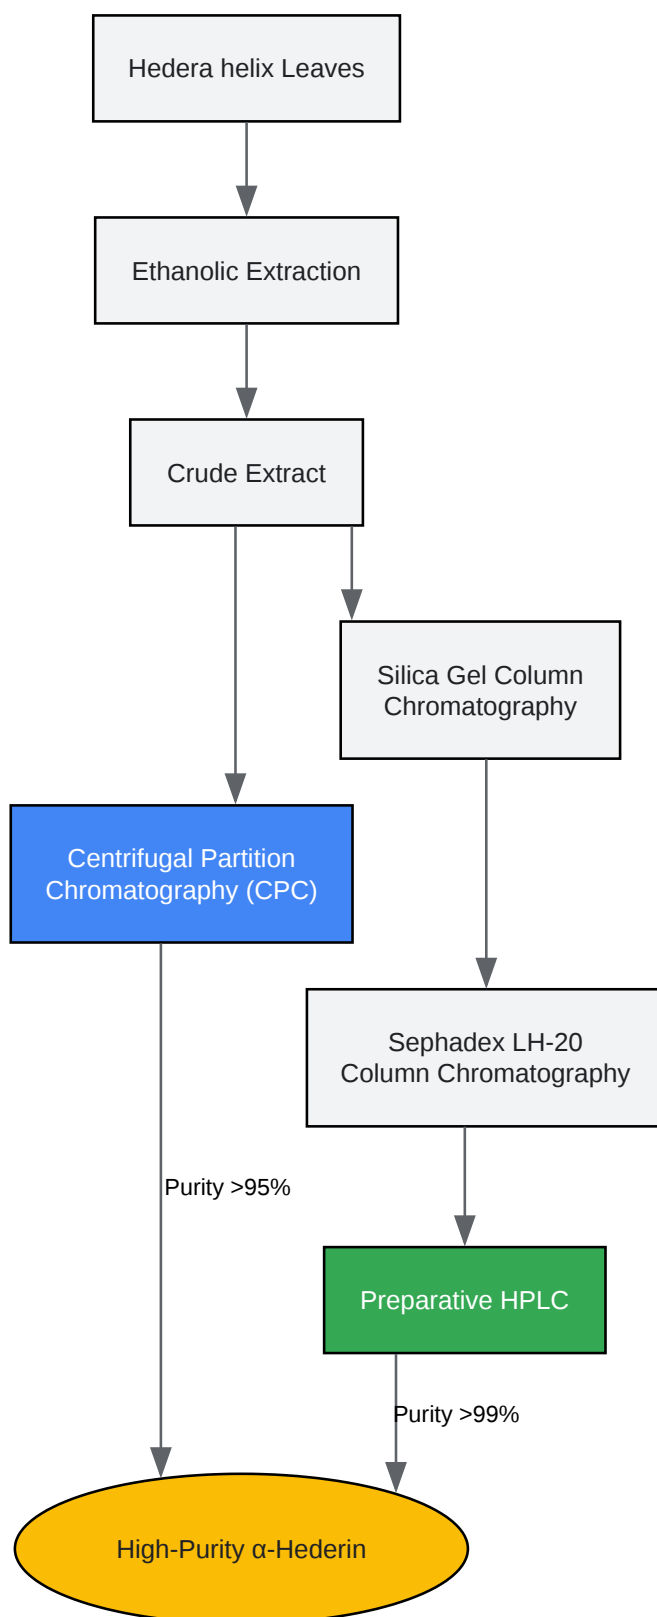 Hedera helix Leaves
Ethanolic Extraction
Crude Extract
Silica Gel Column
Chromatography
Centrifugal Partition
Chromatography (CPC)
Sephadex LH-20
Column Chromatography
Purity >95%
Preparative HPLC
Purity >99%
High-Purity α-Hederin